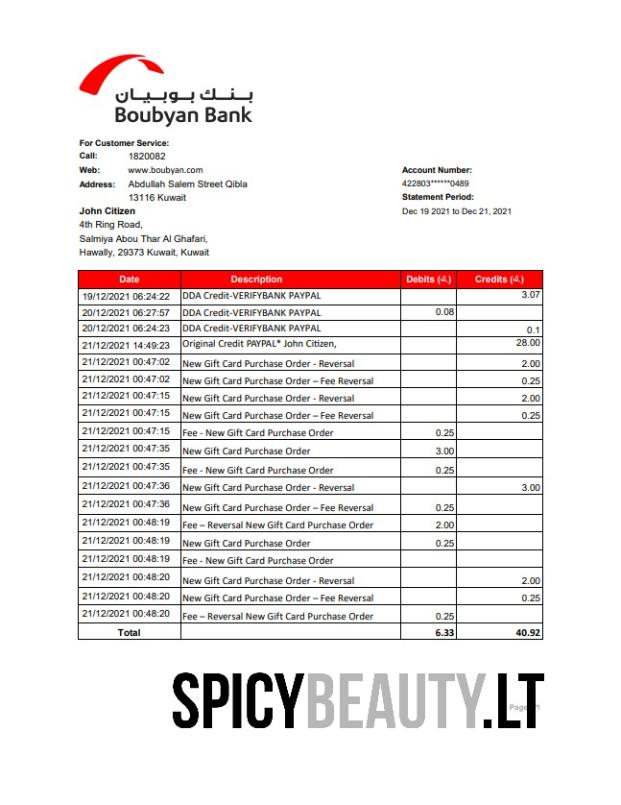 بنك بوبيان
Boubyan Bank
For Customer Service:
Call: 1820082
Web: www.boubyan.com
Address: Abdullah Salem Street Qibla
13116 Kuwait
Account Number:
422803******0489
Statement Period:
Dec 19 2021 to Dec 21, 2021
John Citizen
4th Ring Road,
Salmiya Abou Thar Al Ghafari,
Hawally, 29373 Kuwait, Kuwait
Date Description Debits (د.ك) Credits (د.ك)
19/12/2021 06:24:22 DDA Credit-VERIFYBANK PAYPAL 3.07
20/12/2021 06:27:57 DDA Credit-VERIFYBANK PAYPAL 0.08
20/12/2021 06:24:23 DDA Credit-VERIFYBANK PAYPAL 0.1
21/12/2021 14:49:23 Original Credit PAYPAL* John Citizen, 28.00
21/12/2021 00:47:02 New Gift Card Purchase Order - Reversal 2.00
21/12/2021 00:47:02 New Gift Card Purchase Order – Fee Reversal 0.25
21/12/2021 00:47:15 New Gift Card Purchase Order - Reversal 2.00
21/12/2021 00:47:15 New Gift Card Purchase Order – Fee Reversal 0.25
21/12/2021 00:47:15 Fee - New Gift Card Purchase Order 0.25
21/12/2021 00:47:35 New Gift Card Purchase Order 3.00
21/12/2021 00:47:35 Fee - New Gift Card Purchase Order 0.25
21/12/2021 00:47:36 New Gift Card Purchase Order - Reversal 3.00
21/12/2021 00:47:36 New Gift Card Purchase Order – Fee Reversal 0.25
21/12/2021 00:48:19 Fee – Reversal New Gift Card Purchase Order 2.00
21/12/2021 00:48:19 New Gift Card Purchase Order 0.25
21/12/2021 00:48:19 Fee - New Gift Card Purchase Order
21/12/2021 00:48:20 New Gift Card Purchase Order - Reversal 2.00
21/12/2021 00:48:20 New Gift Card Purchase Order – Fee Reversal 0.25
21/12/2021 00:48:20 Fee – Reversal New Gift Card Purchase Order 0.25
Total 6.33 40.92
SPICYBEAUTY.LT